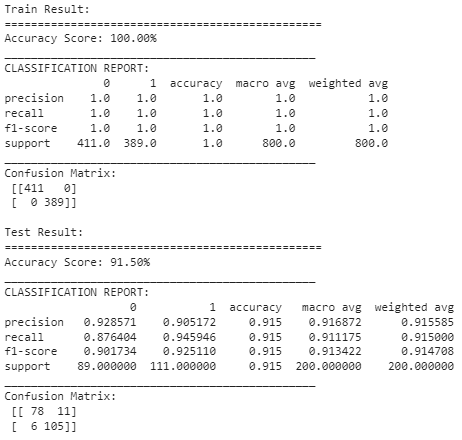 Train Result:
================================================
Accuracy Score: 100.00%
_______________________________________________
CLASSIFICATION REPORT:
               0      1  accuracy  macro avg  weighted avg
precision    1.0    1.0       1.0        1.0           1.0
recall       1.0    1.0       1.0        1.0           1.0
f1-score     1.0    1.0       1.0        1.0           1.0
support    411.0  389.0       1.0      800.0         800.0
_______________________________________________
Confusion Matrix:
 [[411   0]
 [  0 389]]

Test Result:
================================================
Accuracy Score: 91.50%
_______________________________________________
CLASSIFICATION REPORT:
                   0           1  accuracy   macro avg  weighted avg
precision   0.928571    0.905172     0.915    0.916872      0.915585
recall      0.876404    0.945946     0.915    0.911175      0.915000
f1-score    0.901734    0.925110     0.915    0.913422      0.914708
support    89.000000  111.000000     0.915  200.000000    200.000000
_______________________________________________
Confusion Matrix:
 [[ 78  11]
 [  6 105]]